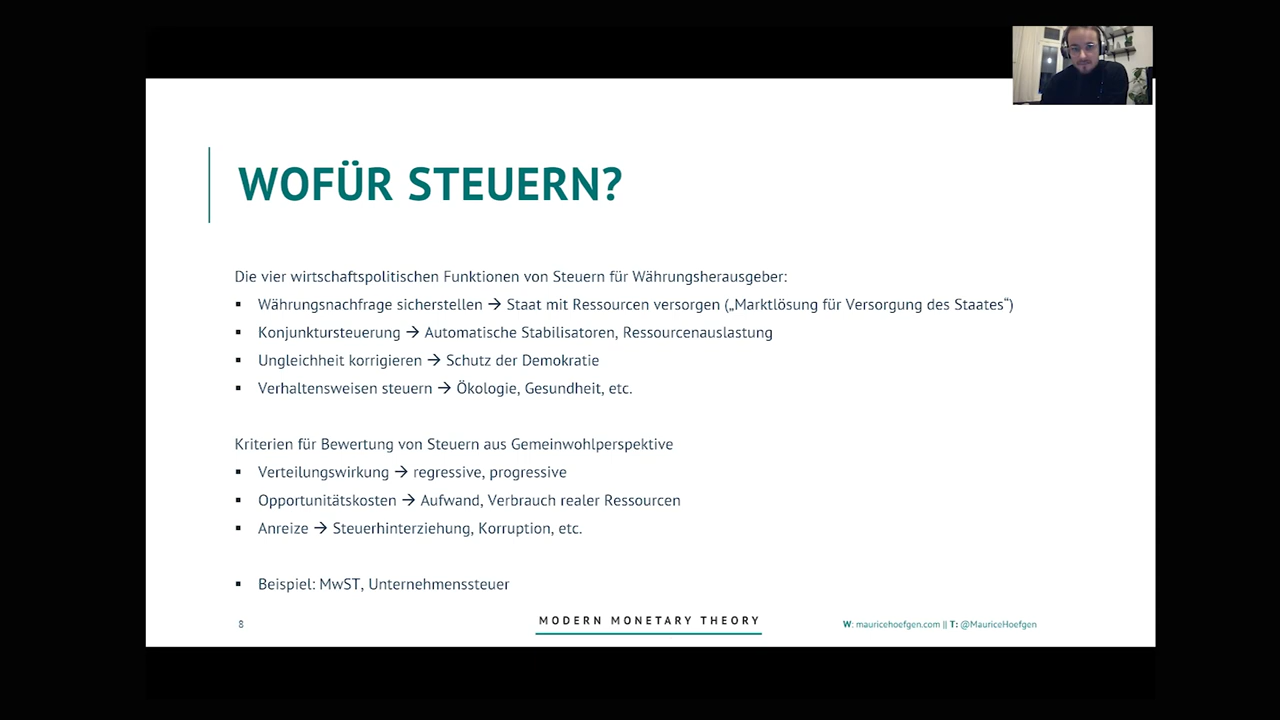 WOFÜR STEUERN?
Die vier wirtschaftspolitischen Funktionen von Steuern für Währungsherausgeber:
▪ Währungsnachfrage sicherstellen → Staat mit Ressourcen versorgen („Marktlösung für Versorgung des Staates“)
▪ Konjunktursteuerung → Automatische Stabilisatoren, Ressourcenauslastung
▪ Ungleichheit korrigieren → Schutz der Demokratie
▪ Verhaltensweisen steuern → Ökologie, Gesundheit, etc.
Kriterien für Bewertung von Steuern aus Gemeinwohlperspektive
▪ Verteilungswirkung → regressive, progressive
▪ Opportunitätskosten → Aufwand, Verbrauch realer Ressourcen
▪ Anreize → Steuerhinterziehung, Korruption, etc.
▪ Beispiel: MwST, Unternehmenssteuer
8
MODERN MONETARY THEORY
W: mauricehoefgen.com || T: @MauriceHoefgen